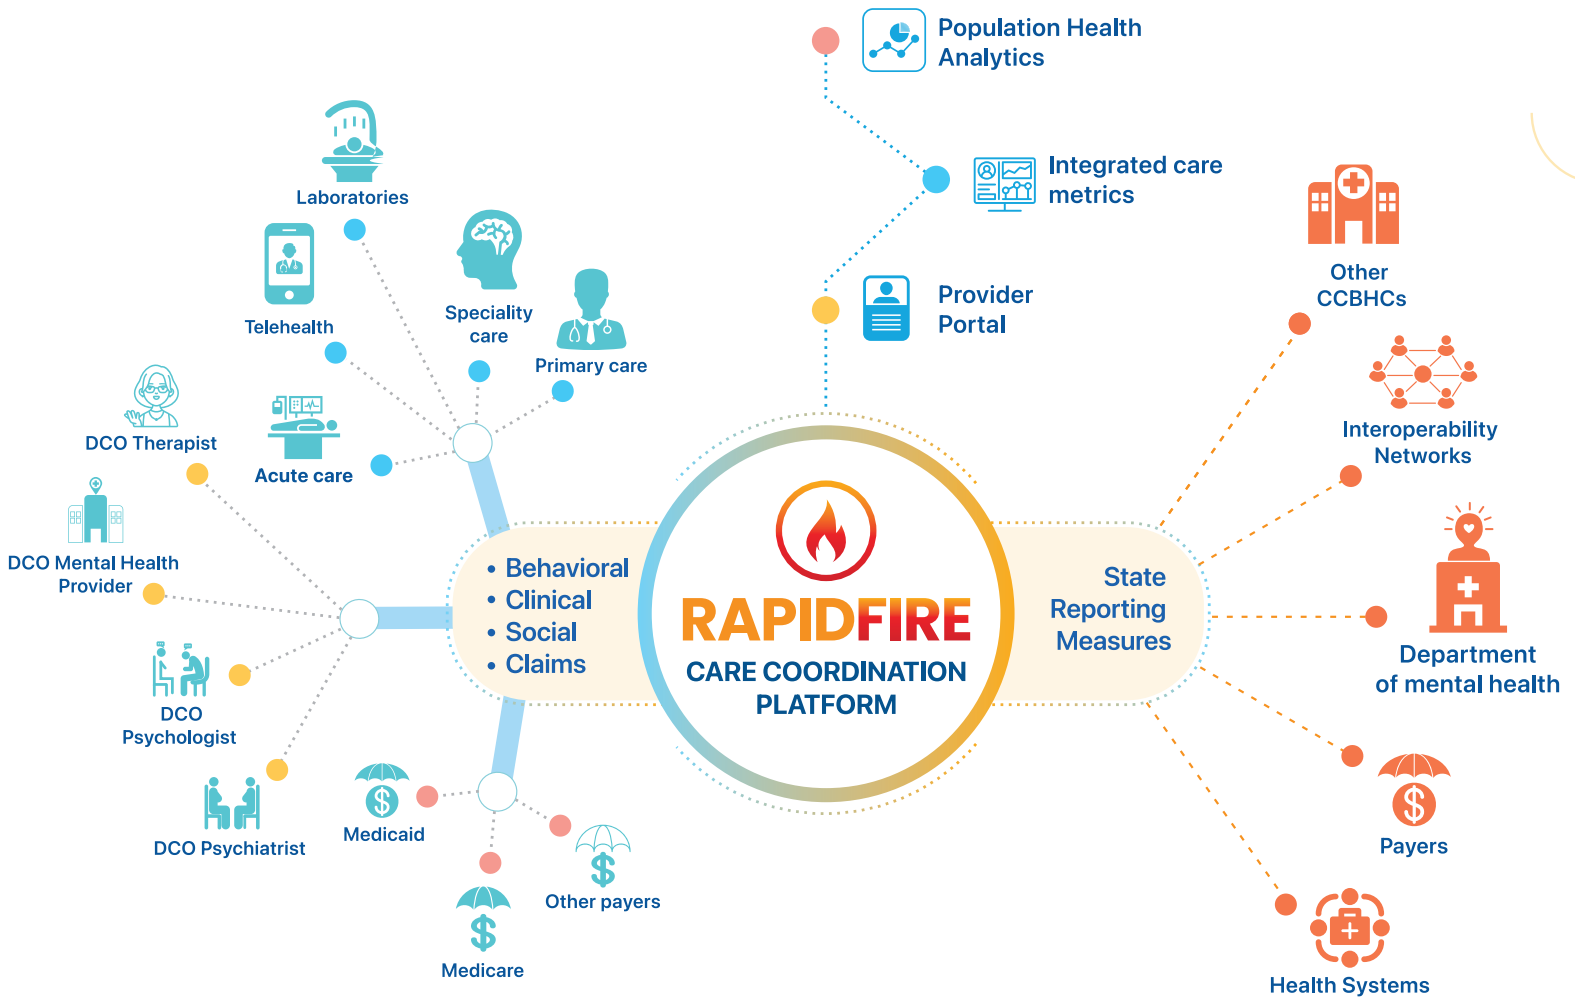 Population Health
Analytics
Integrated care
metrics
Provider
Portal
Laboratories
Telehealth
Speciality
care
Primary care
Acute care
DCO Therapist
DCO Mental Health
Provider
DCO
Psychologist
DCO Psychiatrist
Medicaid
Medicare
Other payers
• Behavioral
• Clinical
• Social
• Claims
RAPIDFIRE
CARE COORDINATION
PLATFORM
State
Reporting
Measures
Other
CCBHCs
Interoperability
Networks
Department
of mental health
Payers
Health Systems